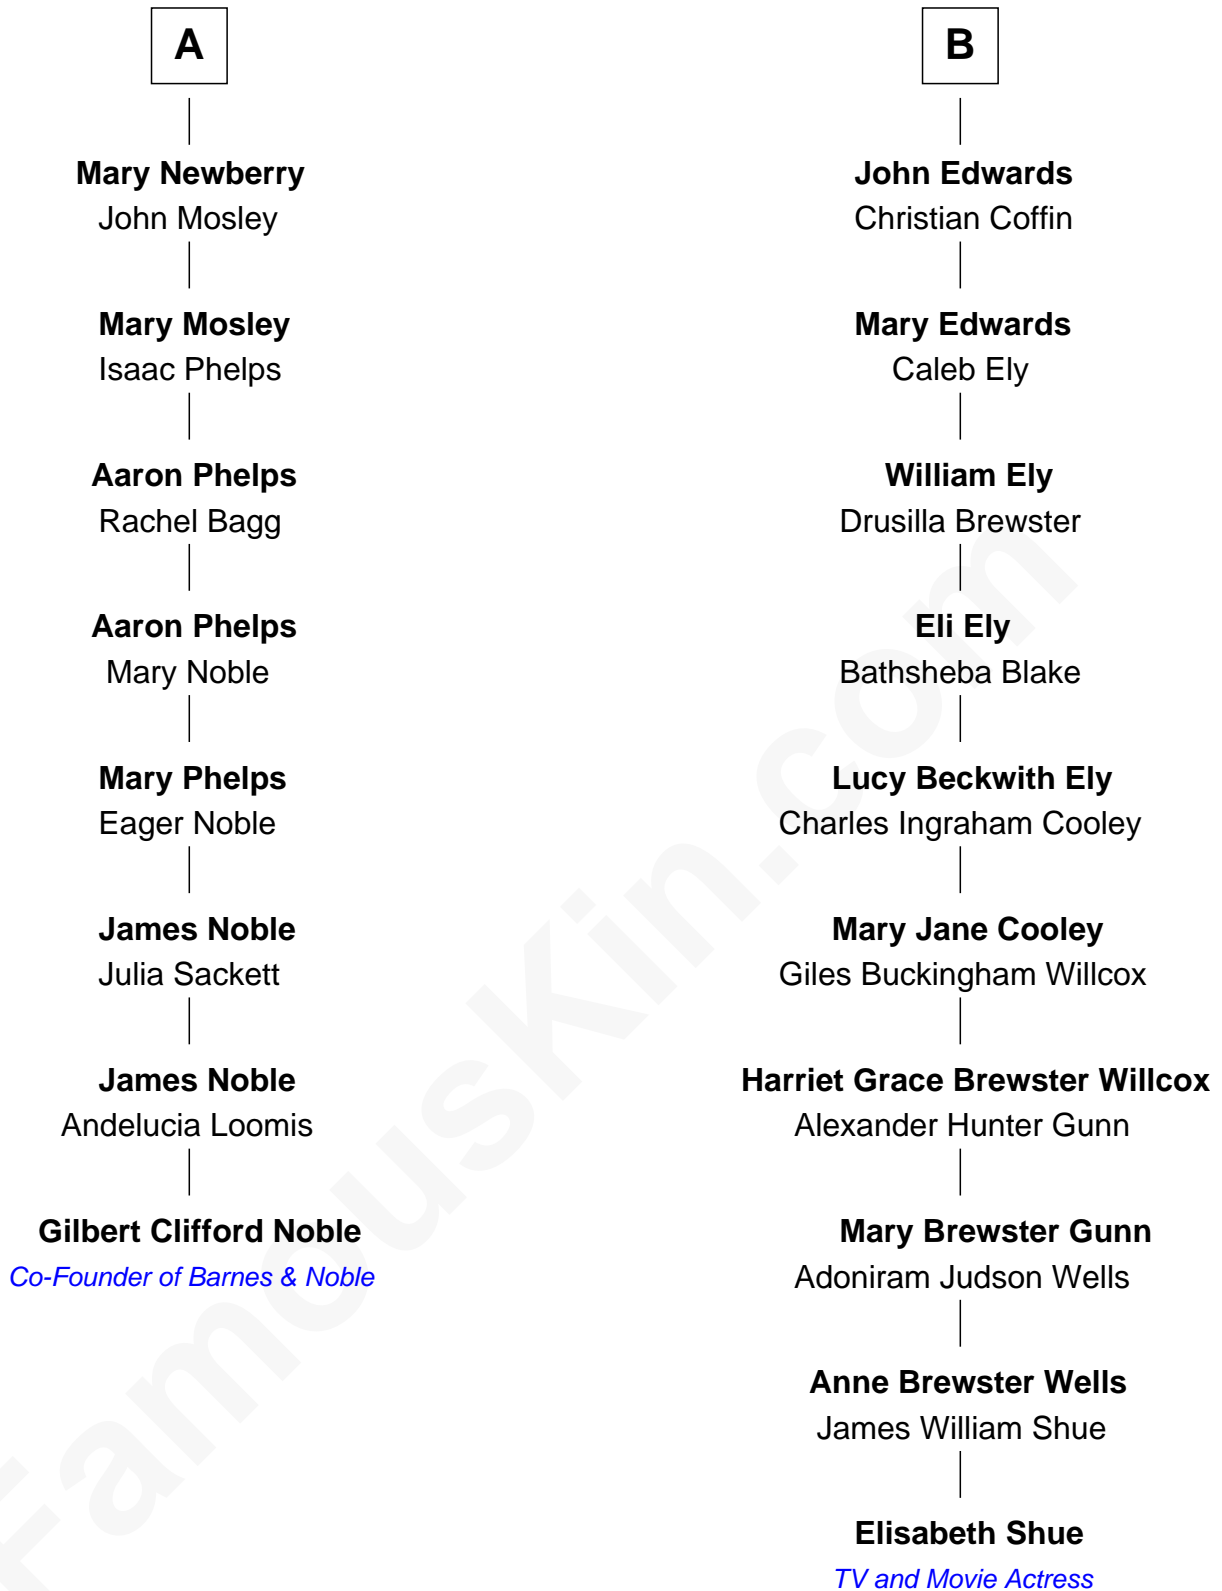 A
Mary Newberry
John Mosley
Mary Mosley
Isaac Phelps
Aaron Phelps
Rachel Bagg
Aaron Phelps
Mary Noble
Mary Phelps
Eager Noble
James Noble
Julia Sackett
James Noble
Andelucia Loomis
Gilbert Clifford Noble
Co-Founder of Barnes & Noble
B
John Edwards
Christian Coffin
Mary Edwards
Caleb Ely
William Ely
Drusilla Brewster
Eli Ely
Bathsheba Blake
Lucy Beckwith Ely
Charles Ingraham Cooley
Mary Jane Cooley
Giles Buckingham Willcox
Harriet Grace Brewster Willcox
Alexander Hunter Gunn
Mary Brewster Gunn
Adoniram Judson Wells
Anne Brewster Wells
James William Shue
Elisabeth Shue
TV and Movie Actress
FamousKin.com